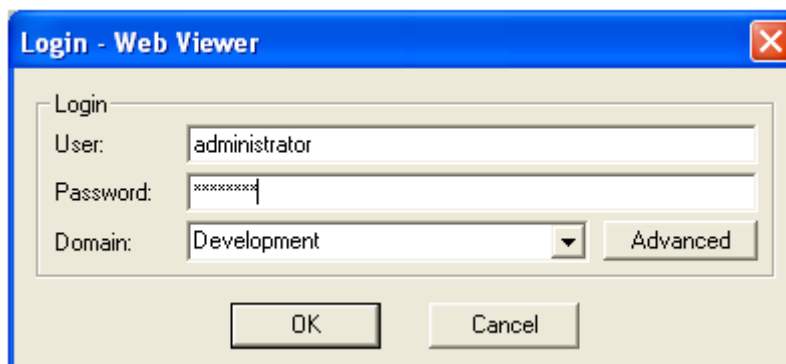 Login - Web Viewer
Login
User: administrator
Password: ********
Domain: Development Advanced
OK Cancel